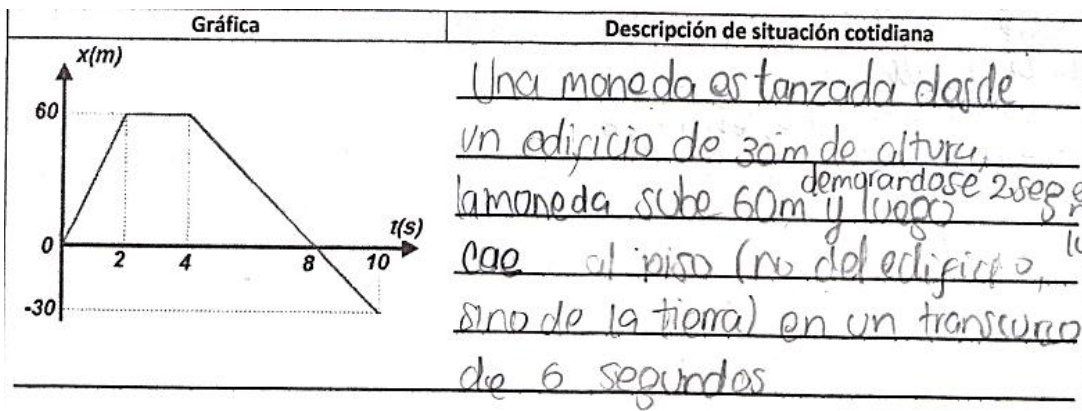 Gráfica
Descripción de situación cotidiana
x(m)
60
0
-30
2
4
8
10
t(s)
Una moneda es lanzada desde
un edificio de 30m de altura,
la moneda sube 60m demorandose 2 seg y luego
cae al piso (no del edificio,
sino de la tierra) en un transcurso
de 6 segundos